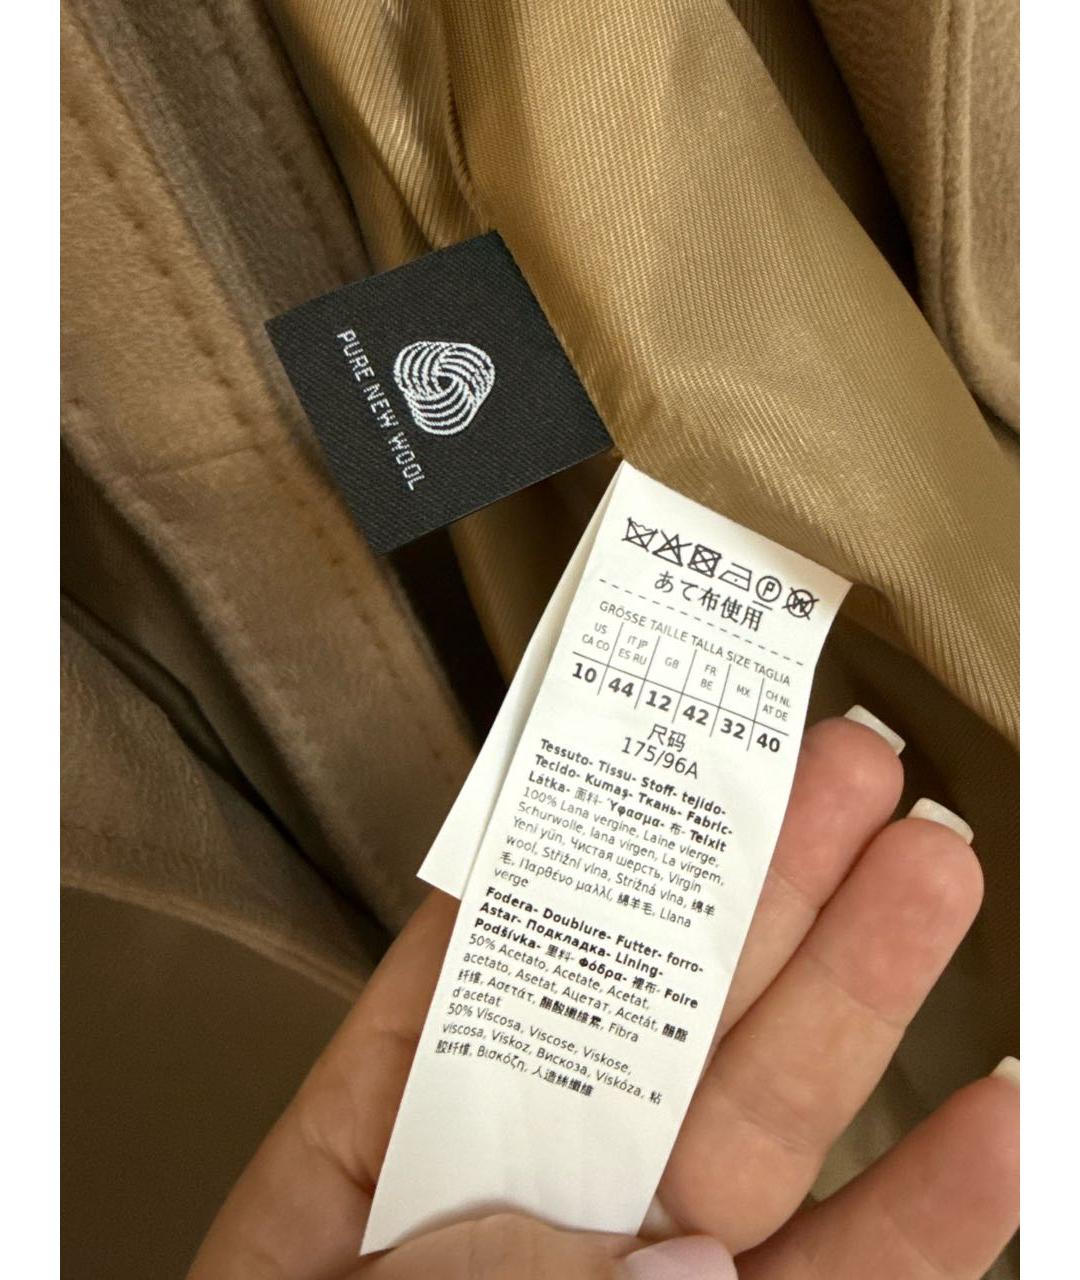 PURE NEW WOOL
P W
あて布使用
GRÖSSE TAILLE TALLA SIZE TAGLIA
US CA CO | IT JP ES RU | GB | FR BE | MX | CH NL AT DE
10 | 44 | 12 | 42 | 32 | 40
尺码
175/96A
Tessuto- Tissu- Stoff- tejido-
Tecido- Kumaş- Ткань- Fabric-
Látka- 面料- Ύφασμα- 布- Teixit
100% Lana vergine, Laine vierge,
Schurwolle, lana virgen, La virgem,
Yeni yün, Чистая шерсть, Virgin
wool, Střižní vlna, Strižná vlna, 绵羊
毛, Παρθένο μαλλί, 綿羊毛, Llana
verge
Fodera- Doublure- Futter- forro-
Astar- Подкладка- Lining-
Podšívka- 里料- Φόδρα- 裡布- Folre
50% Acetato, Acetate, Acetat,
acetato, Asetat, Ацетат, Acetát, 醋酯
纤维, Ασετάτ, 醋酸纖維素, Fibra
d'acetat
50% Viscosa, Viscose, Viskose,
viscosa, Viskoz, Вискоза, Viskóza, 粘
胶纤维, Βισκόζη, 人造絲纖維